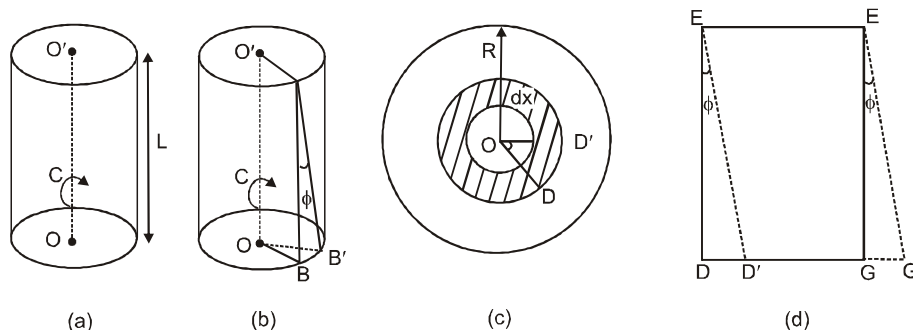 O′
L
C
O
(a)
O′
C
ϕ
O
B′
B
(b)
R
dx
O
D′
D
(c)
E
E
ϕ
ϕ
D
D′
G
G
(d)